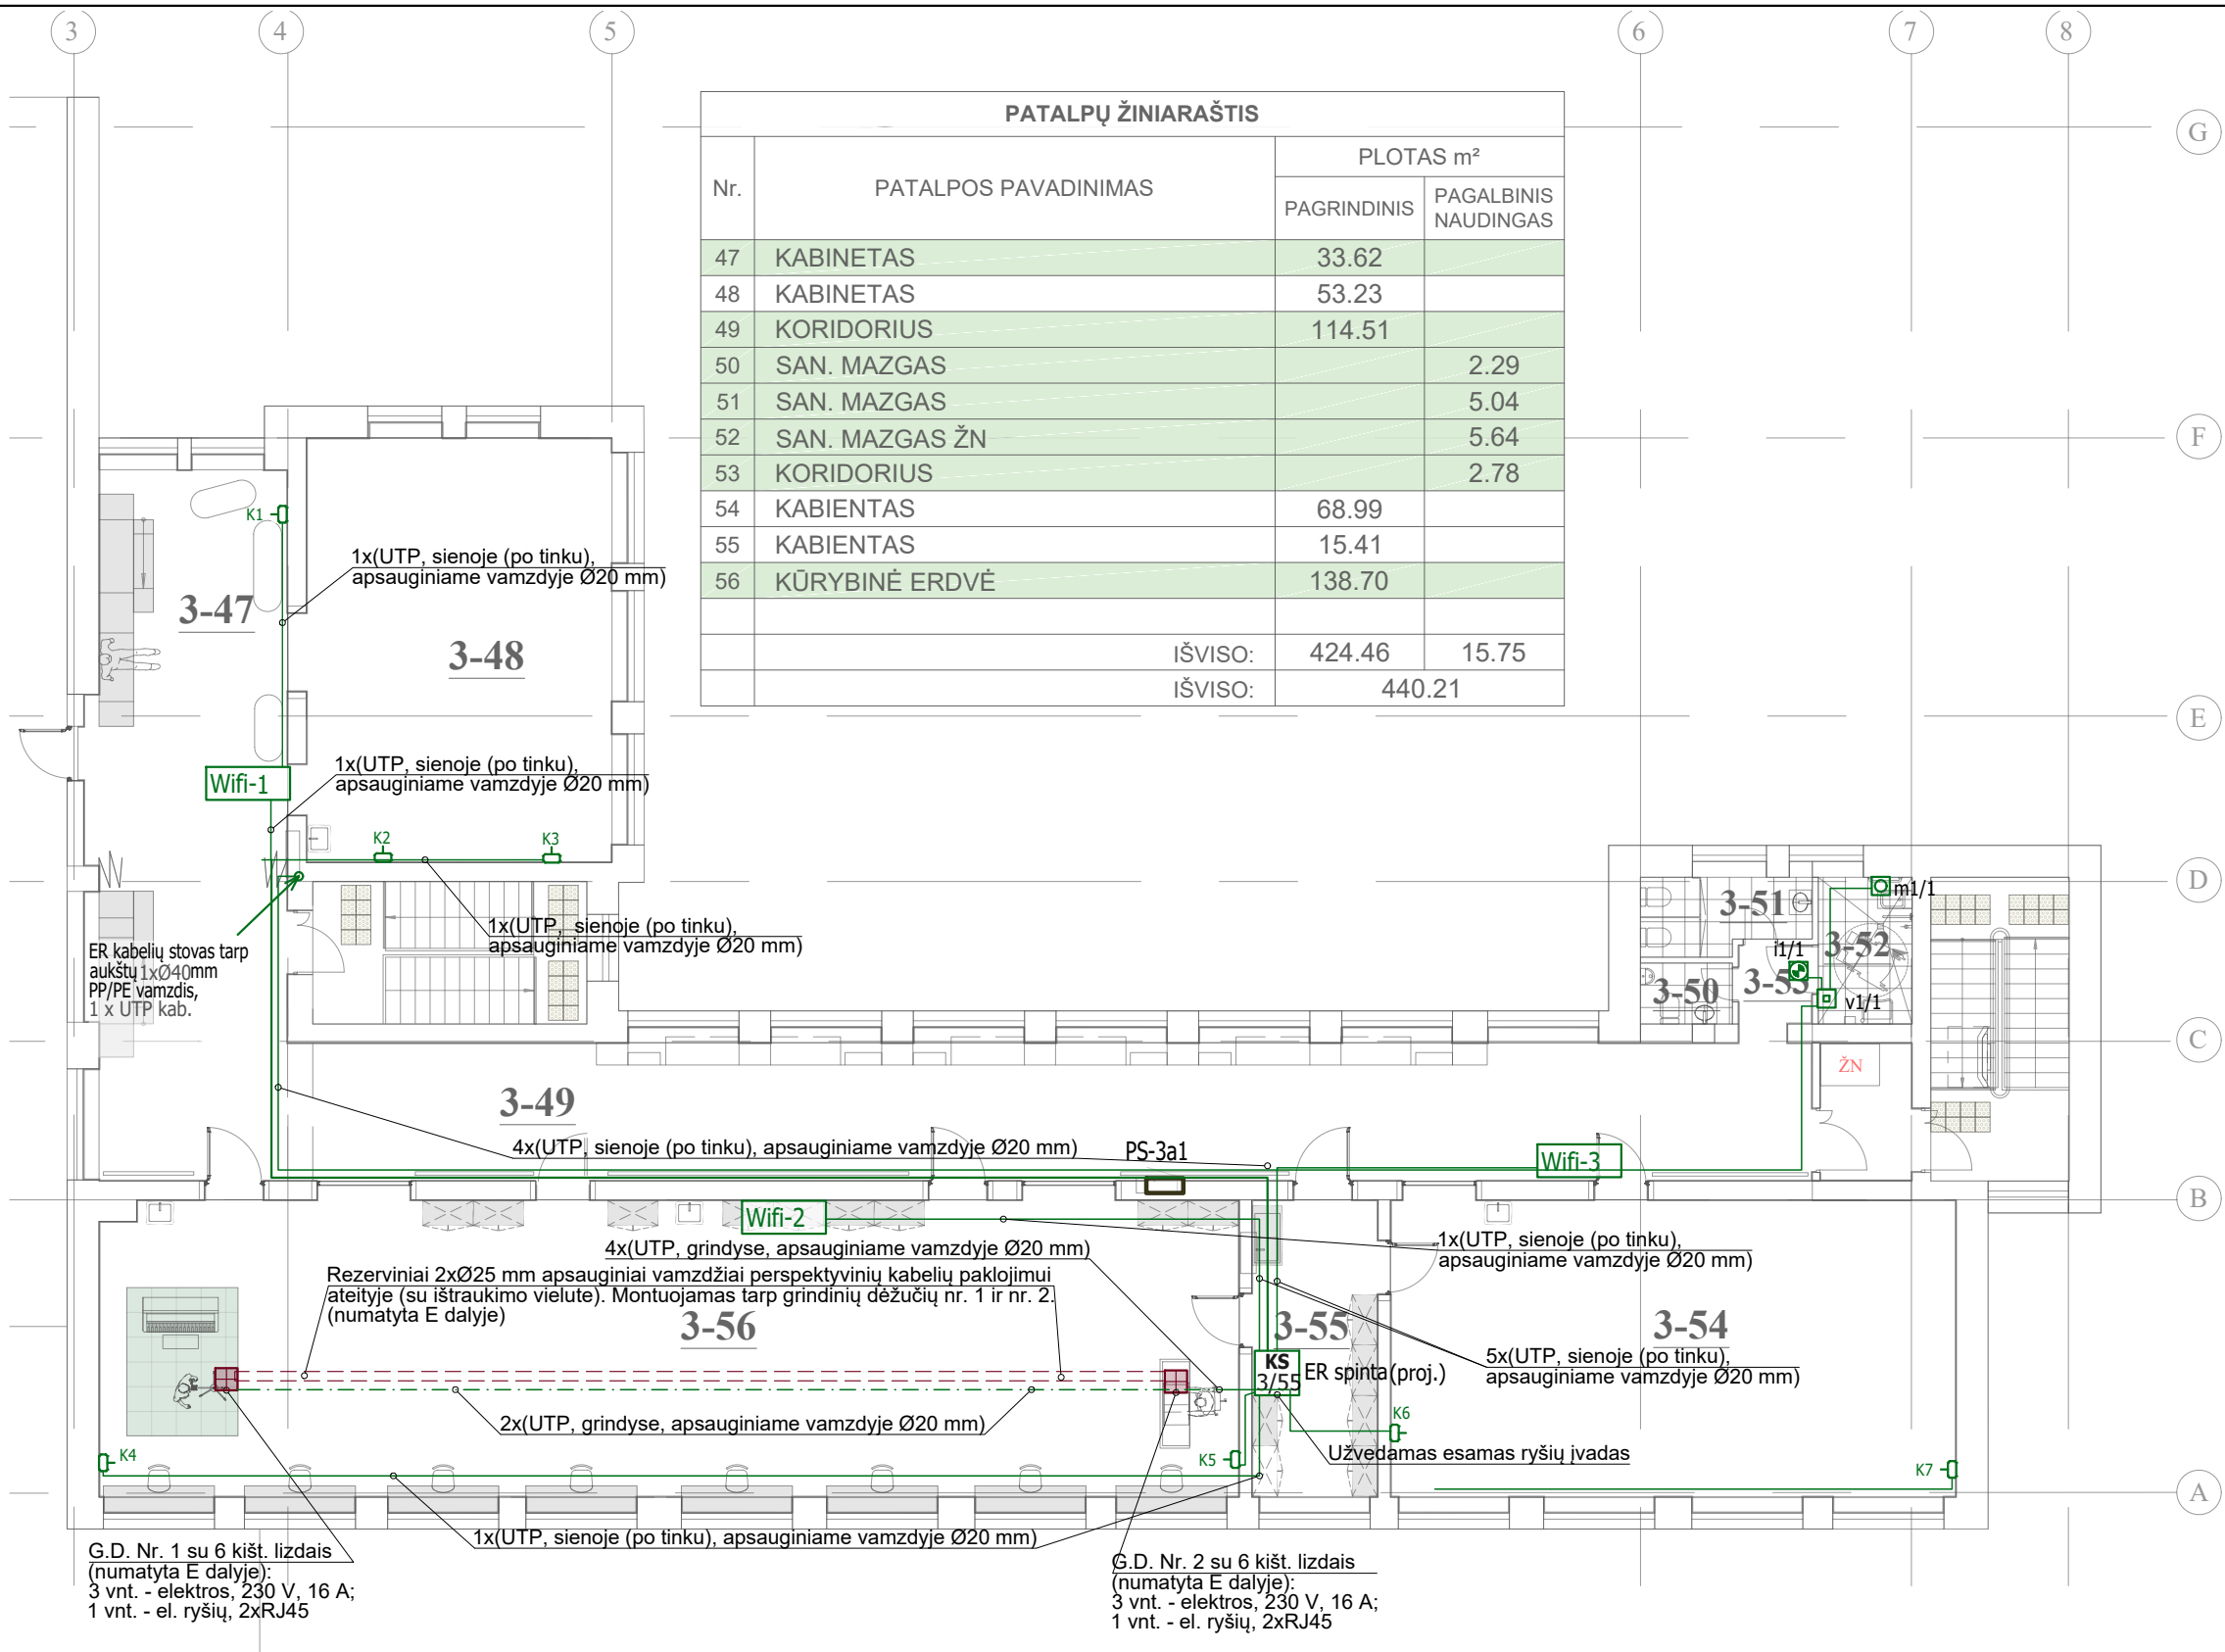 3
4
5
6
7
8
G
F
E
D
C
B
A
PATALPŲ ŽINIARAŠTIS
Nr.
PATALPOS PAVADINIMAS
PLOTAS m²
PAGRINDINIS
PAGALBINIS
NAUDINGAS
47 KABINETAS 33.62
48 KABINETAS 53.23
49 KORIDORIUS 114.51
50 SAN. MAZGAS 2.29
51 SAN. MAZGAS 5.04
52 SAN. MAZGAS ŽN 5.64
53 KORIDORIUS 2.78
54 KABIENTAS 68.99
55 KABIENTAS 15.41
56 KŪRYBINĖ ERDVĖ 138.70
IŠVISO: 424.46 15.75
IŠVISO: 440.21
K1
1x(UTP, sienoje (po tinku),
apsauginiame vamzdyje Ø20 mm)
3-47
3-48
Wifi-1
1x(UTP, sienoje (po tinku),
apsauginiame vamzdyje Ø20 mm)
K2
K3
1x(UTP, sienoje (po tinku),
apsauginiame vamzdyje Ø20 mm)
ER kabelių stovas tarp
aukštų 1xØ40mm
PP/PE vamzdis,
1 x UTP kab.
3-51
m1/1
3-52
i1/1
3-53
3-50
v1/1
ŽN
3-49
4x(UTP, sienoje (po tinku), apsauginiame vamzdyje Ø20 mm)
PS-3a1
Wifi-3
Wifi-2
4x(UTP, grindyse, apsauginiame vamzdyje Ø20 mm)
1x(UTP, sienoje (po tinku),
apsauginiame vamzdyje Ø20 mm)
Rezerviniai 2xØ25 mm apsauginiai vamzdžiai perspektyvinių kabelių paklojimui
ateityje (su ištraukimo vielute). Montuojamas tarp grindinių dėžučių nr. 1 ir nr. 2.
(numatyta E dalyje)
3-56
3-55
3-54
KS
3/55
ER spinta(proj.)
5x(UTP, sienoje (po tinku),
apsauginiame vamzdyje Ø20 mm)
2x(UTP, grindyse, apsauginiame vamzdyje Ø20 mm)
K6
Užvedamas esamas ryšių įvadas
K4
K5
K7
1x(UTP, sienoje (po tinku), apsauginiame vamzdyje Ø20 mm)
G.D. Nr. 1 su 6 kišt. lizdais
(numatyta E dalyje):
3 vnt. - elektros, 230 V, 16 A;
1 vnt. - el. ryšių, 2xRJ45
G.D. Nr. 2 su 6 kišt. lizdais
(numatyta E dalyje):
3 vnt. - elektros, 230 V, 16 A;
1 vnt. - el. ryšių, 2xRJ45